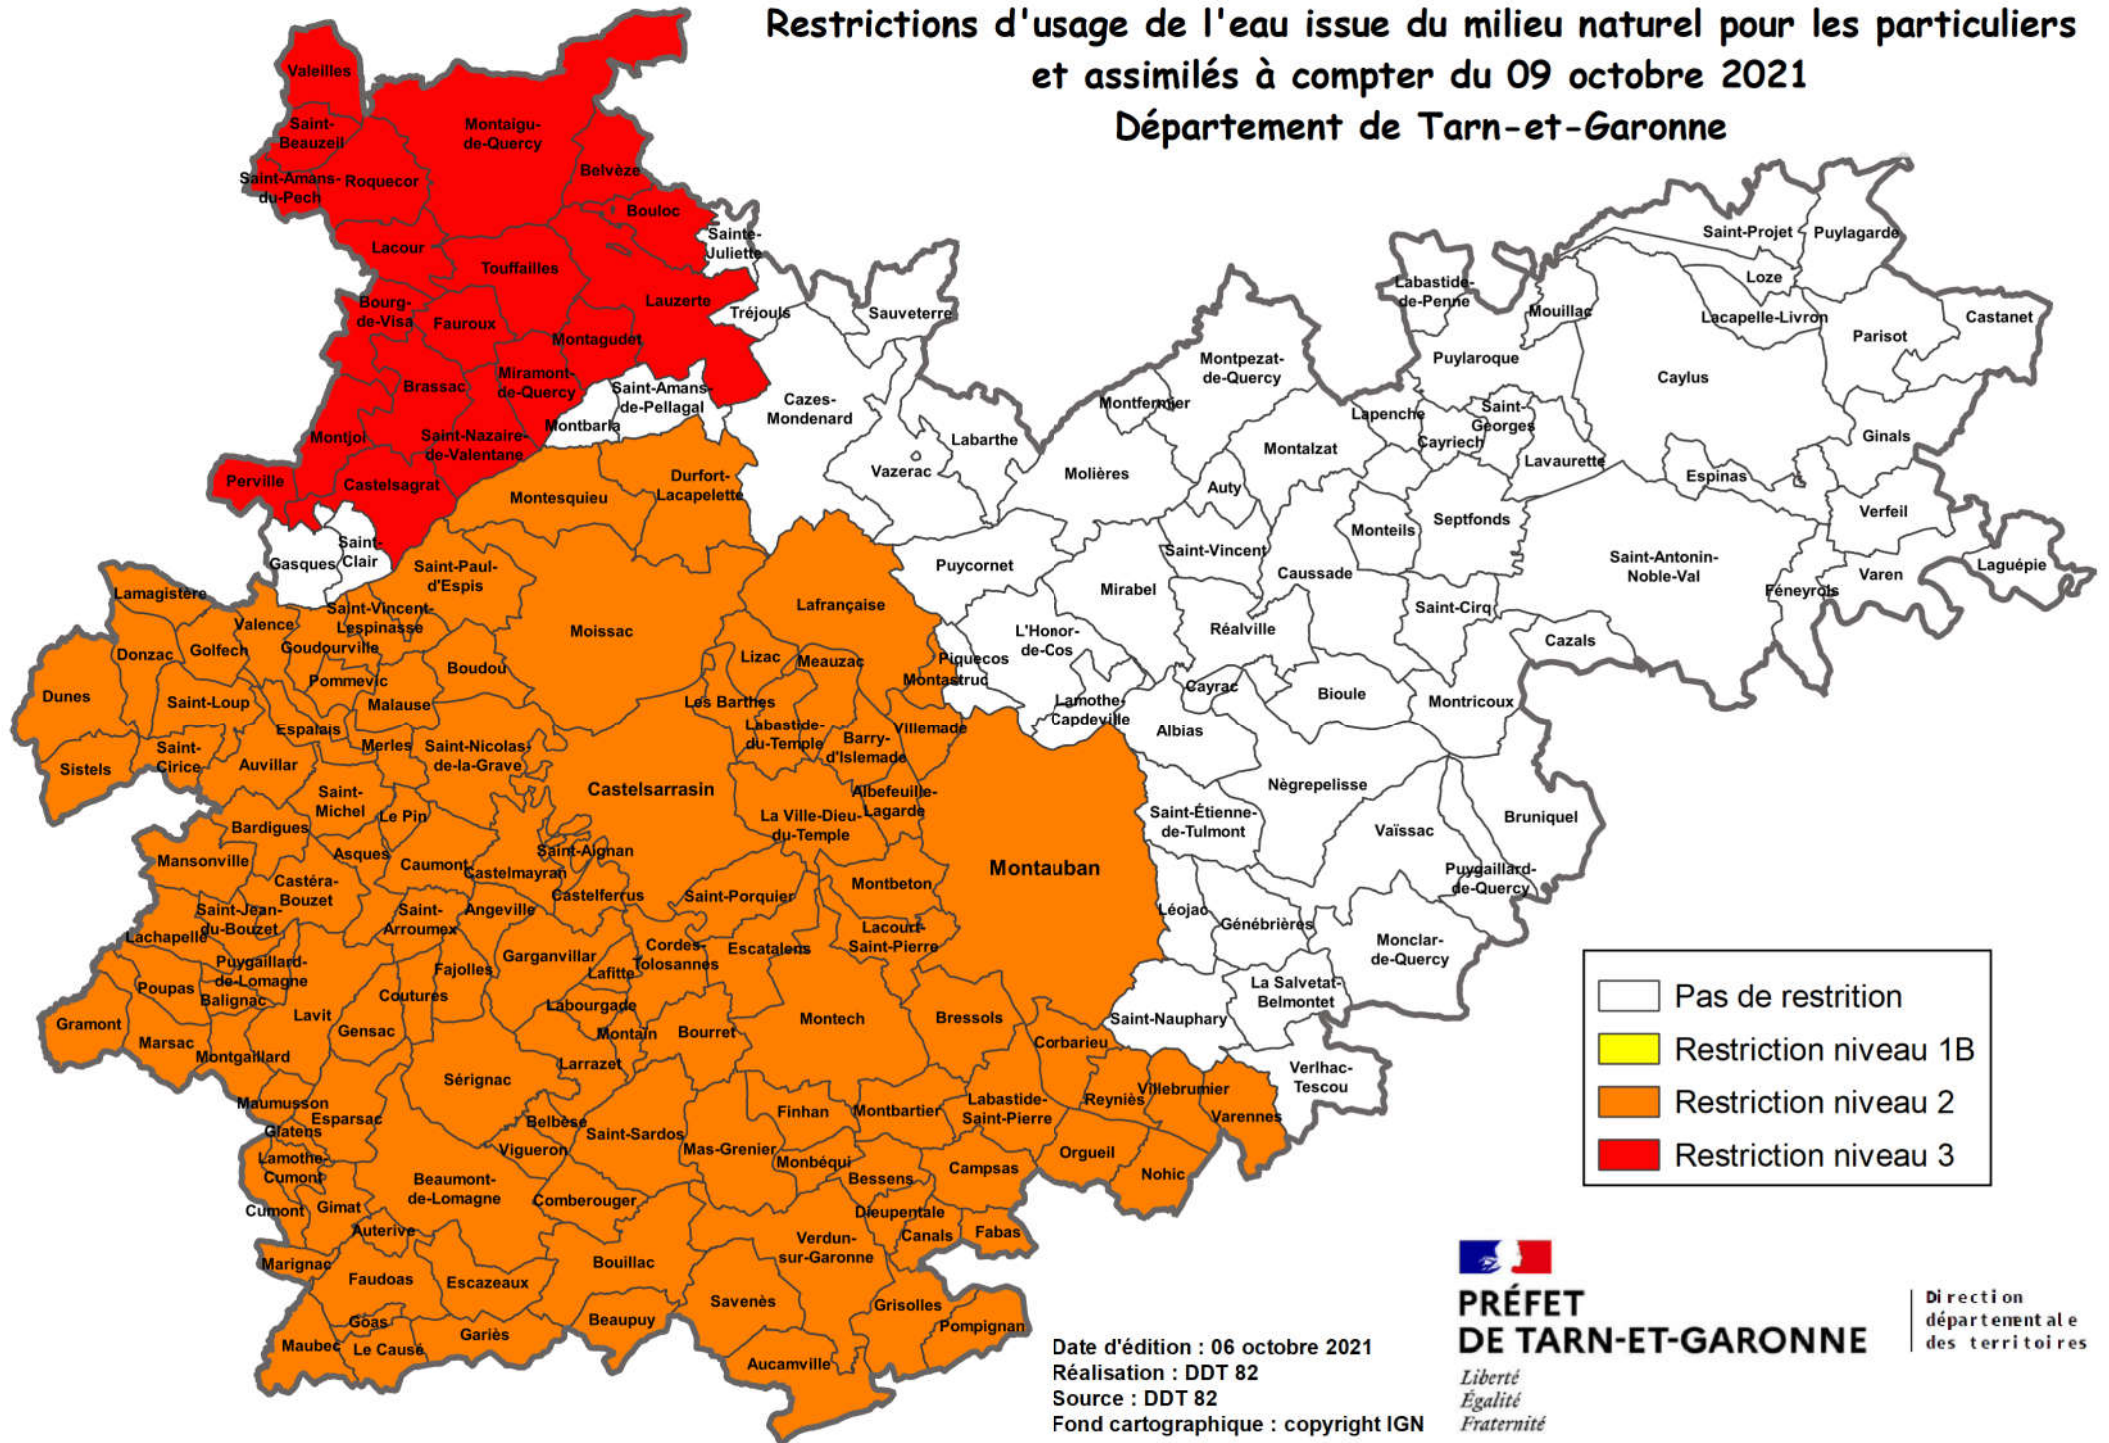 Restrictions d'usage de l'eau issue du milieu naturel pour les particuliers
et assimilés à compter du 09 octobre 2021
Département de Tarn-et-Garonne
Valeilles
Saint-
Beauzeil
Saint-Amans-
du-Pech
Roquecor
Montaigu-
de-Quercy
Belvèze
Bouloc
Sainte-
Juliette
Lacour
Touffailles
Lauzerte
Bourg-
de-Visa
Fauroux
Montagudet
Tréjouls
Sauveterre
Brassac
Miramont-
de-Quercy
Saint-Amans-
de-Pellagal
Montbarla
Cazes-
Mondenard
Montjoi
Saint-Nazaire-
de-Valentane
Perville
Castelsagrat
Vazerac
Labarthe
Montesquieu
Durfort-
Lacapelette
Gasques
Saint-
Clair
Saint-Paul-
d'Espis
Saint-Projet
Puylagarde
Loze
Labastide-
de-Penne
Mouillac
Lacapelle-Livron
Castanet
Parisot
Puylaroque
Caylus
Montpezat-
de-Quercy
Montfermier
Lapenche
Saint-
Georges
Cayriech
Ginals
Montalzat
Lavaurette
Espinas
Molières
Auty
Monteils
Septfonds
Verfeil
Saint-Vincent
Saint-Antonin-
Noble-Val
Laguépie
Varen
Féneyrols
Puycornet
Mirabel
Caussade
Saint-Cirq
Cazals
Lafrançaise
L'Honor-
de-Cos
Réalville
Lamagistère
Saint-Vincent-
Lespinasse
Valence
Goudourville
Moissac
Donzac
Golfech
Boudou
Lizac
Meauzac
Piquecos
Montastruc
Dunes
Pommevic
Malause
Saint-Loup
Les Barthes
Lamothe-
Capdeville
Cayrac
Bioule
Montricoux
Espalais
Labastide-
du-Temple
Villemade
Albias
Barry-
d'Islemade
Sistels
Saint-
Cirice
Auvillar
Merles
Saint-Nicolas-
de-la-Grave
Castelsarrasin
Nègrepelisse
Saint-
Michel
Le Pin
Albefeuille-
Lagarde
La Ville-Dieu-
du-Temple
Saint-Étienne-
de-Tulmont
Vaïssac
Bruniquel
Bardigues
Asques
Mansonville
Caumont
Saint-Aignan
Castelmayran
Montauban
Puygaillard-
de-Quercy
Castéra-
Bouzet
Castelferrus
Saint-Porquier
Montbeton
Saint-Jean-
du-Bouzet
Saint-
Arroumex
Angeville
Léojac
Génébrières
Lachapelle
Garganvillar
Cordes-
Tolosannes
Escatalens
Lacourt-
Saint-Pierre
Monclar-
de-Quercy
Puygaillard-
de-Lomagne
Fajolles
Lafitte
Poupas
Balignac
Coutures
Labourgade
La Salvetat-
Belmontet
Gramont
Lavit
Gensac
Montain
Bourret
Montech
Bressols
Saint-Nauphary
Marsac
Montgaillard
Larrazet
Corbarieu
Sérignac
Verlhac-
Tescou
Maumusson
Esparsac
Glatens
Belbèse
Finhan
Montbartier
Labastide-
Saint-Pierre
Reyniès
Villebrumier
Varennes
Saint-Sardos
Vigueron
Mas-Grenier
Lamothe-
Cumont
Monbéqui
Bessens
Campsas
Orgueil
Nohic
Beaumont-
de-Lomagne
Comberouger
Cumont
Gimat
Auterive
Dieupentale
Canals
Fabas
Verdun-
sur-Garonne
Marignac
Faudoas
Escazeaux
Bouillac
Savenès
Grisolles
Beaupuy
Pompignan
Goas
Gariès
Maubec
Le Causé
Aucamville
Pas de restrition
Restriction niveau 1B
Restriction niveau 2
Restriction niveau 3
PRÉFET
DE TARN-ET-GARONNE
Liberté
Égalité
Fraternité
Direction
départementale
des territoires
Date d'édition : 06 octobre 2021
Réalisation : DDT 82
Source : DDT 82
Fond cartographique : copyright IGN